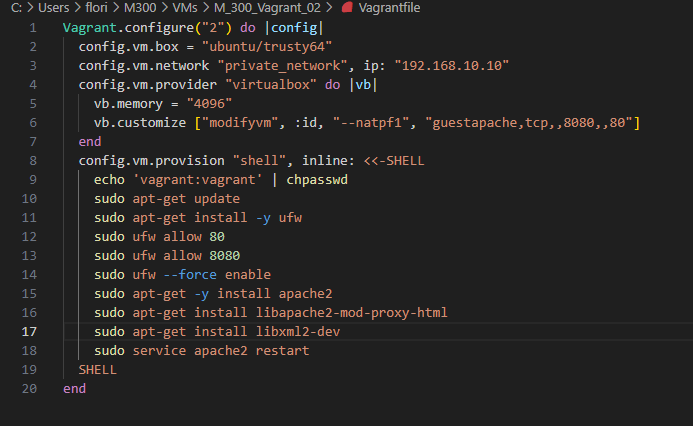 C: > Users > flori > M300 > VMs > M_300_Vagrant_02 > Vagrantfile
1 Vagrant.configure("2") do |config|
2 config.vm.box = "ubuntu/trusty64"
3 config.vm.network "private_network", ip: "192.168.10.10"
4 config.vm.provider "virtualbox" do |vb|
5 vb.memory = "4096"
6 vb.customize ["modifyvm", :id, "--natpf1", "guestapache,tcp,,8080,,80"]
7 end
8 config.vm.provision "shell", inline: <<-SHELL
9 echo 'vagrant:vagrant' | chpasswd
10 sudo apt-get update
11 sudo apt-get install -y ufw
12 sudo ufw allow 80
13 sudo ufw allow 8080
14 sudo ufw --force enable
15 sudo apt-get -y install apache2
16 sudo apt-get install libapache2-mod-proxy-html
17 sudo apt-get install libxml2-dev
18 sudo service apache2 restart
19 SHELL
20 end